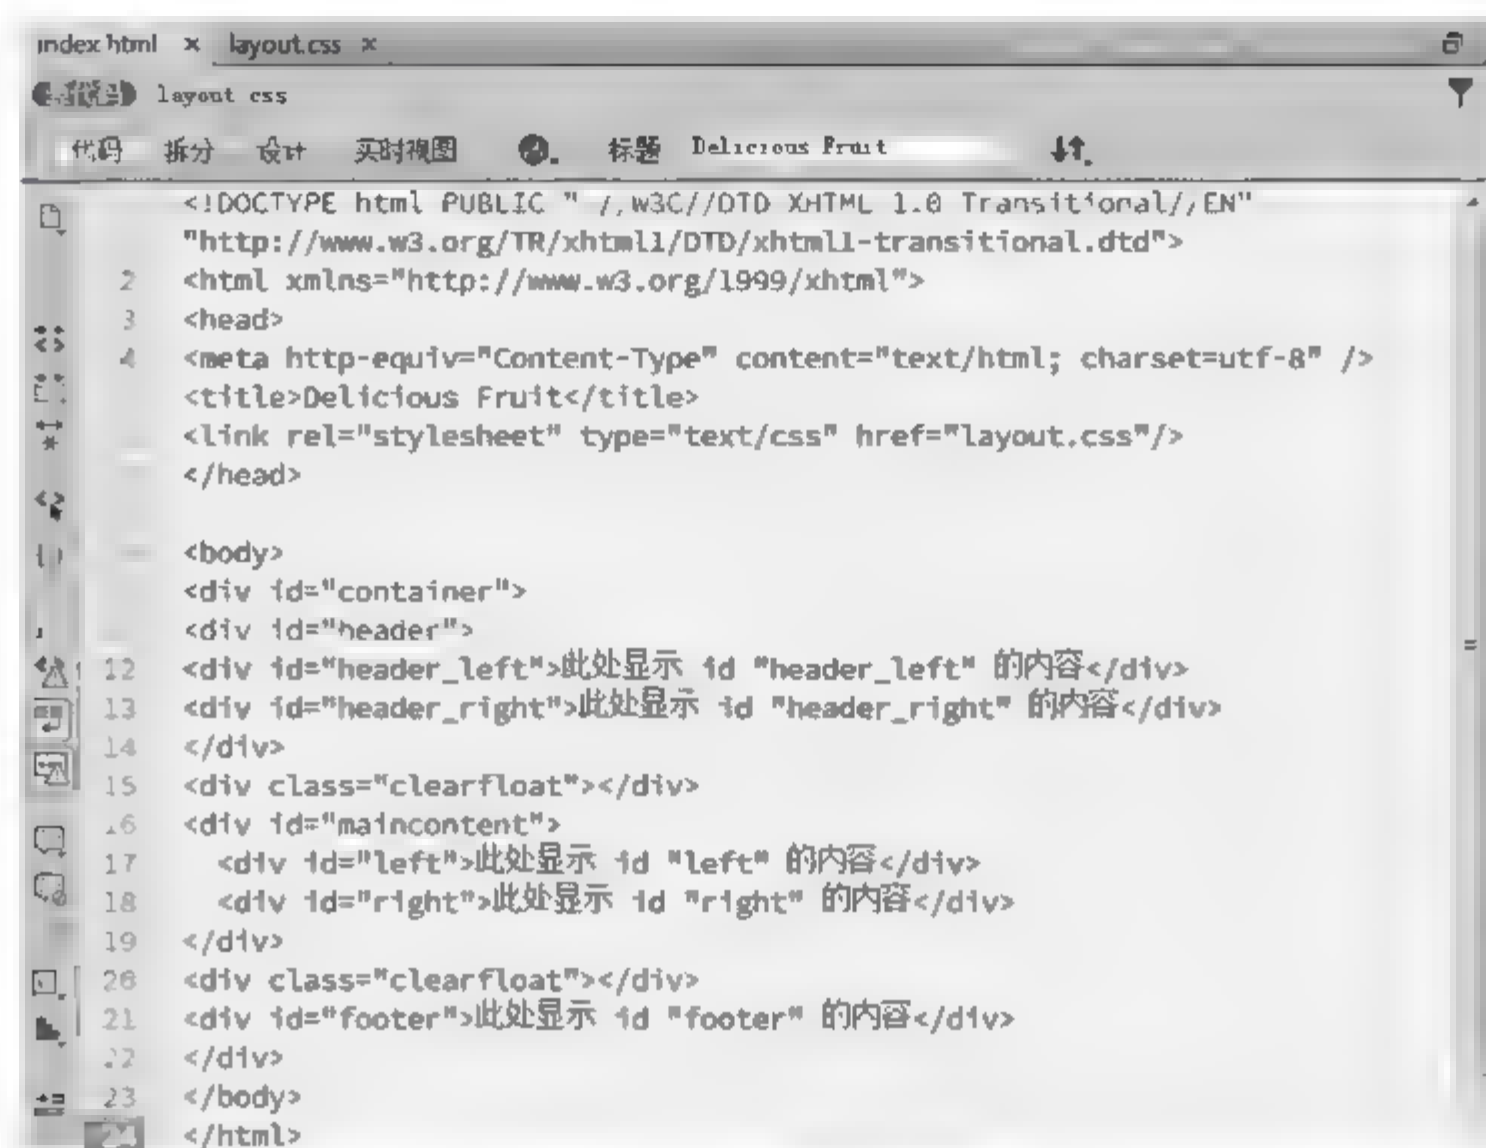 index html × layout.css ×
layout css
代码 拆分 设计 实时视图 标题 Delicious Fruit
<!DOCTYPE html PUBLIC " /,w3C//DTD XHTML 1.0 Transitional//EN"
"http://www.w3.org/TR/xhtml1/DTD/xhtml1-transitional.dtd">
2 <html xmlns="http://www.w3.org/1999/xhtml">
3 <head>
4 <meta http-equiv="Content-Type" content="text/html; charset=utf-8" />
<title>Delicious Fruit</title>
<link rel="stylesheet" type="text/css" href="layout.css"/>
</head>
<body>
<div id="container">
<div id="header">
12 <div id="header_left">此处显示 id "header_left" 的内容</div>
13 <div id="header_right">此处显示 id "header_right" 的内容</div>
14 </div>
15 <div class="clearfloat"></div>
16 <div id="maincontent">
17 <div id="left">此处显示 id "left" 的内容</div>
18 <div id="right">此处显示 id "right" 的内容</div>
19 </div>
20 <div class="clearfloat"></div>
21 <div id="footer">此处显示 id "footer" 的内容</div>
22 </div>
23 </body>
24 </html>